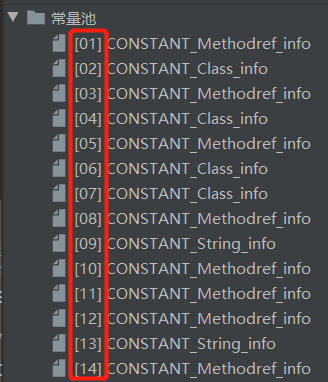 常量池
[01] CONSTANT_Methodref_info
[02] CONSTANT_Class_info
[03] CONSTANT_Methodref_info
[04] CONSTANT_Class_info
[05] CONSTANT_Methodref_info
[06] CONSTANT_Class_info
[07] CONSTANT_Class_info
[08] CONSTANT_Methodref_info
[09] CONSTANT_String_info
[10] CONSTANT_Methodref_info
[11] CONSTANT_Methodref_info
[12] CONSTANT_Methodref_info
[13] CONSTANT_String_info
[14] CONSTANT_Methodref_info